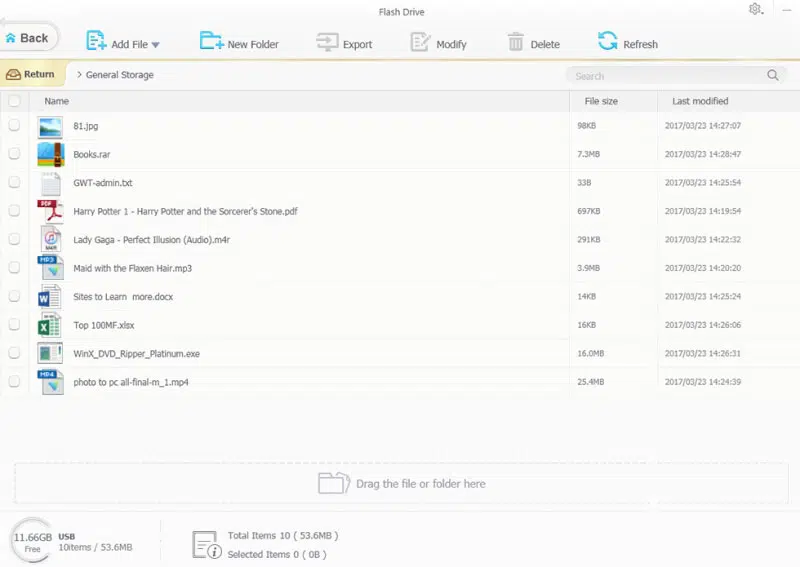 Flash Drive
Back
Add File
New Folder
Export
Modify
Delete
Refresh
Return
> General Storage
Search
Name File size Last modified
81.jpg 98KB 2017/03/23 14:27:07
Books.rar 7.3MB 2017/03/23 14:28:47
GWT-admin.txt 33B 2017/03/23 14:25:54
PDF
Harry Potter 1 - Harry Potter and the Sorcerer's Stone.pdf 697KB 2017/03/23 14:19:54
Lady Gaga - Perfect Illusion (Audio).m4r 291KB 2017/03/23 14:22:32
MP3
Maid with the Flaxen Hair.mp3 3.9MB 2017/03/23 14:20:20
Sites to Learn more.docx 14KB 2017/03/23 14:25:24
Top 100MF.xlsx 16KB 2017/03/23 14:26:06
WinX_DVD_Ripper_Platinum.exe 16.0MB 2017/03/23 14:26:31
MP4
photo to pc all-final-m_1.mp4 25.4MB 2017/03/23 14:24:39
Drag the file or folder here
11.66GB
Free
USB
10items / 53.6MB
Total Items 10 ( 53.6MB )
Selected Items 0 ( 0B )